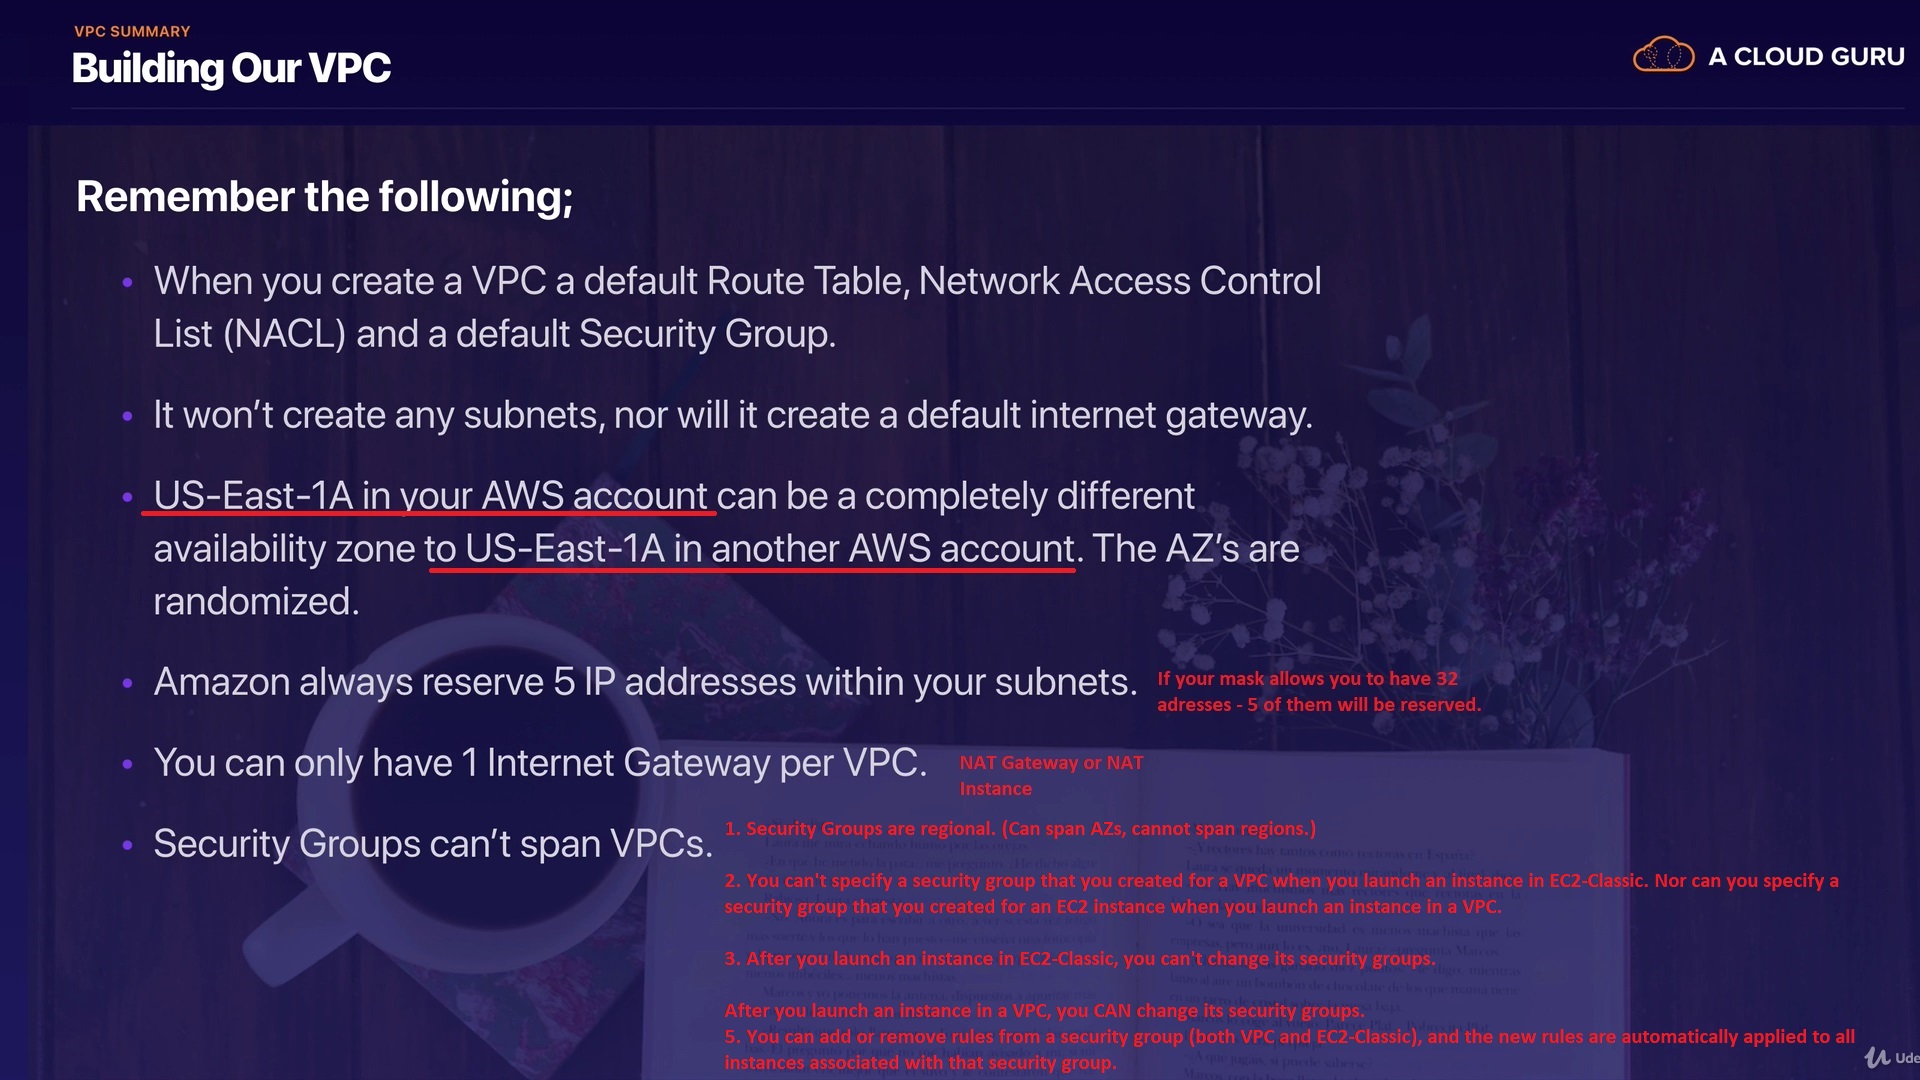 VPC SUMMARY
Building Our VPC
A CLOUD GURU
Remember the following;
• When you create a VPC a default Route Table, Network Access Control
List (NACL) and a default Security Group.
• It won't create any subnets, nor will it create a default internet gateway.
• US-East-1A in your AWS account can be a completely different
availability zone to US-East-1A in another AWS account. The AZ's are
randomized.
• Amazon always reserve 5 IP addresses within your subnets.
If your mask allows you to have 32
adresses - 5 of them will be reserved.
• You can only have 1 Internet Gateway per VPC.
NAT Gateway or NAT
Instance
• Security Groups can't span VPCs.
1. Security Groups are regional. (Can span AZs, cannot span regions.)
2. You can't specify a security group that you created for a VPC when you launch an instance in EC2-Classic. Nor can you specify a
security group that you created for an EC2 instance when you launch an instance in a VPC.
3. After you launch an instance in EC2-Classic, you can't change its security groups.
After you launch an instance in a VPC, you CAN change its security groups.
5. You can add or remove rules from a security group (both VPC and EC2-Classic), and the new rules are automatically applied to all
instances associated with that security group.
Ude